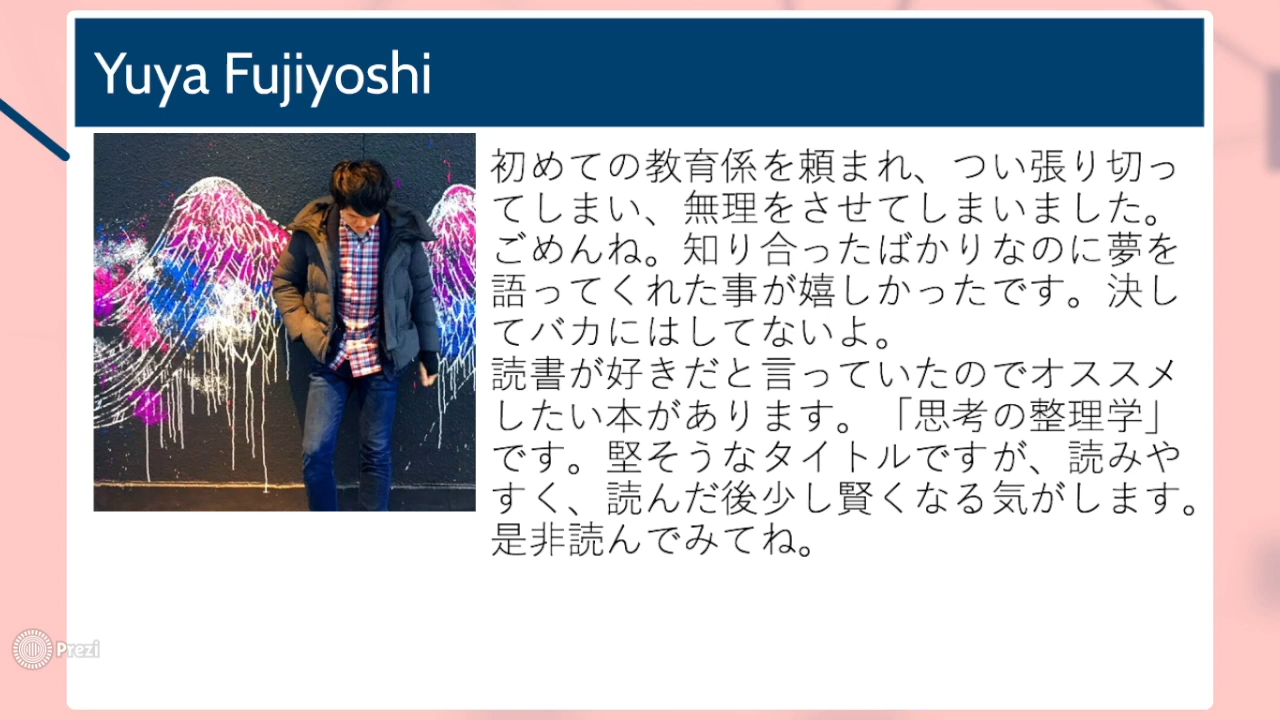 Yuya Fujiyoshi
初めての教育係を頼まれ、つい張り切っ
てしまい、無理をさせてしまいました。
ごめんね。知り合ったばかりなのに夢を
語ってくれた事が嬉しかったです。決し
てバカにはしてないよ。
読書が好きだと言っていたのでオススメ
したい本があります。「思考の整理学」
です。堅そうなタイトルですが、読みや
すく、読んだ後少し賢くなる気がします。
是非読んでみてね。
Prezi